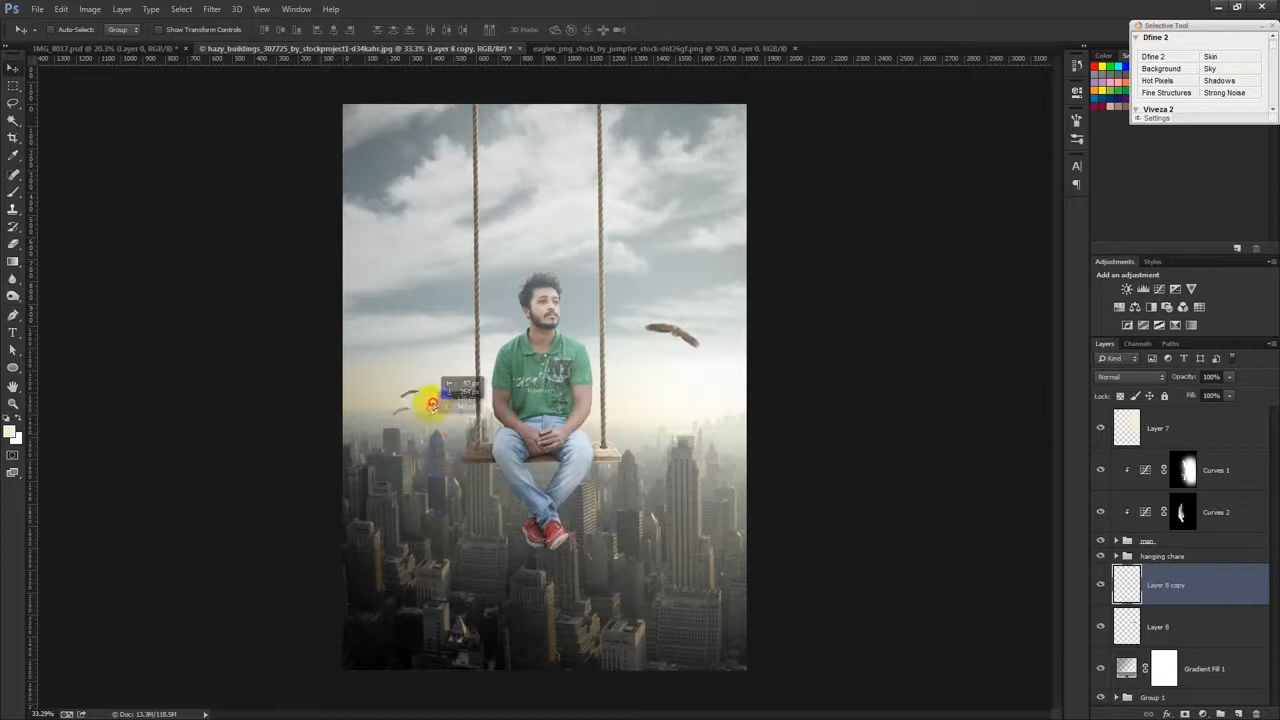 Ps File Edit Image Layer Type Select Filter 3D View Window Help
Auto-Select: Group Show Transform Controls 3D Mode:
IMG_8017.psd @ 20.3% (Layer 0, RGB/8) * ×
hazy_buildings_307725_by_stockproject1-d34kahr.jpg @ 33.3% (Layer 8 copy, RGB/8#) * ×
eagles_png_stock_by_jumpfer_stock-d6t26gf.png @ 50% (Layer 0, RGB/8) ×
Selective Tool
Dfine 2
Dfine 2 Skin
Background Sky
Hot Pixels Shadows
Fine Structures Strong Noise
Viveza 2
Settings
Color
Adjustments Styles
Add an adjustment
Layers Channels Paths
Kind
Normal Opacity: 100%
Lock: Fill: 100%
Layer 7
Curves 1
Curves 2
man
hanging chare
Layer 8 copy
Layer 8
Gradient Fill 1
Group 1
33.29% Doc: 13.3M/118.5M